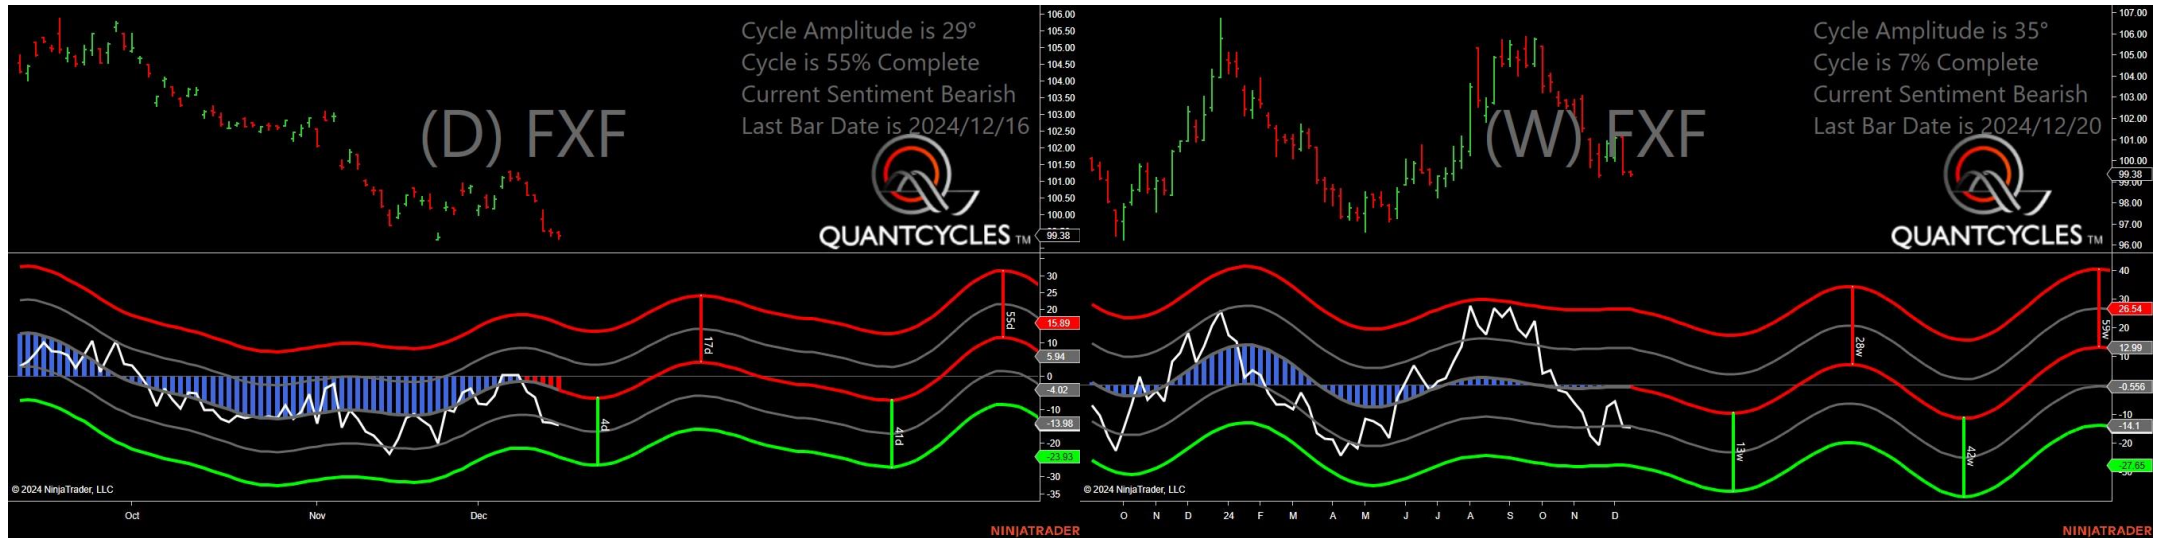 Cycle Amplitude is 29°
Cycle is 55% Complete
Current Sentiment Bearish
Last Bar Date is 2024/12/16
(D) FXF
QUANTCYCLES TM
106.00
105.50
105.00
104.50
104.00
103.50
103.00
102.50
102.00
101.50
101.00
100.50
100.00
99.38
30
25
20
15.89
10
5.94
0
-4.02
-10
-13.98
-20
-23.93
-30
-35
4d
17d
41d
55d
© 2024 NinjaTrader, LLC
Oct
Nov
Dec
NINJATRADER
Cycle Amplitude is 35°
Cycle is 7% Complete
Current Sentiment Bearish
Last Bar Date is 2024/12/20
(W) FXF
QUANTCYCLES TM
107.00
106.00
105.00
104.00
103.00
102.00
101.00
100.00
99.38
99.00
98.00
97.00
96.00
40
30
26.54
20
12.99
10
-0.556
-10
-14.1
-20
-27.65
13w
28w
42w
59w
© 2024 NinjaTrader, LLC
O
N
D
24
F
M
A
M
J
J
A
S
O
N
D
NINJATRADER